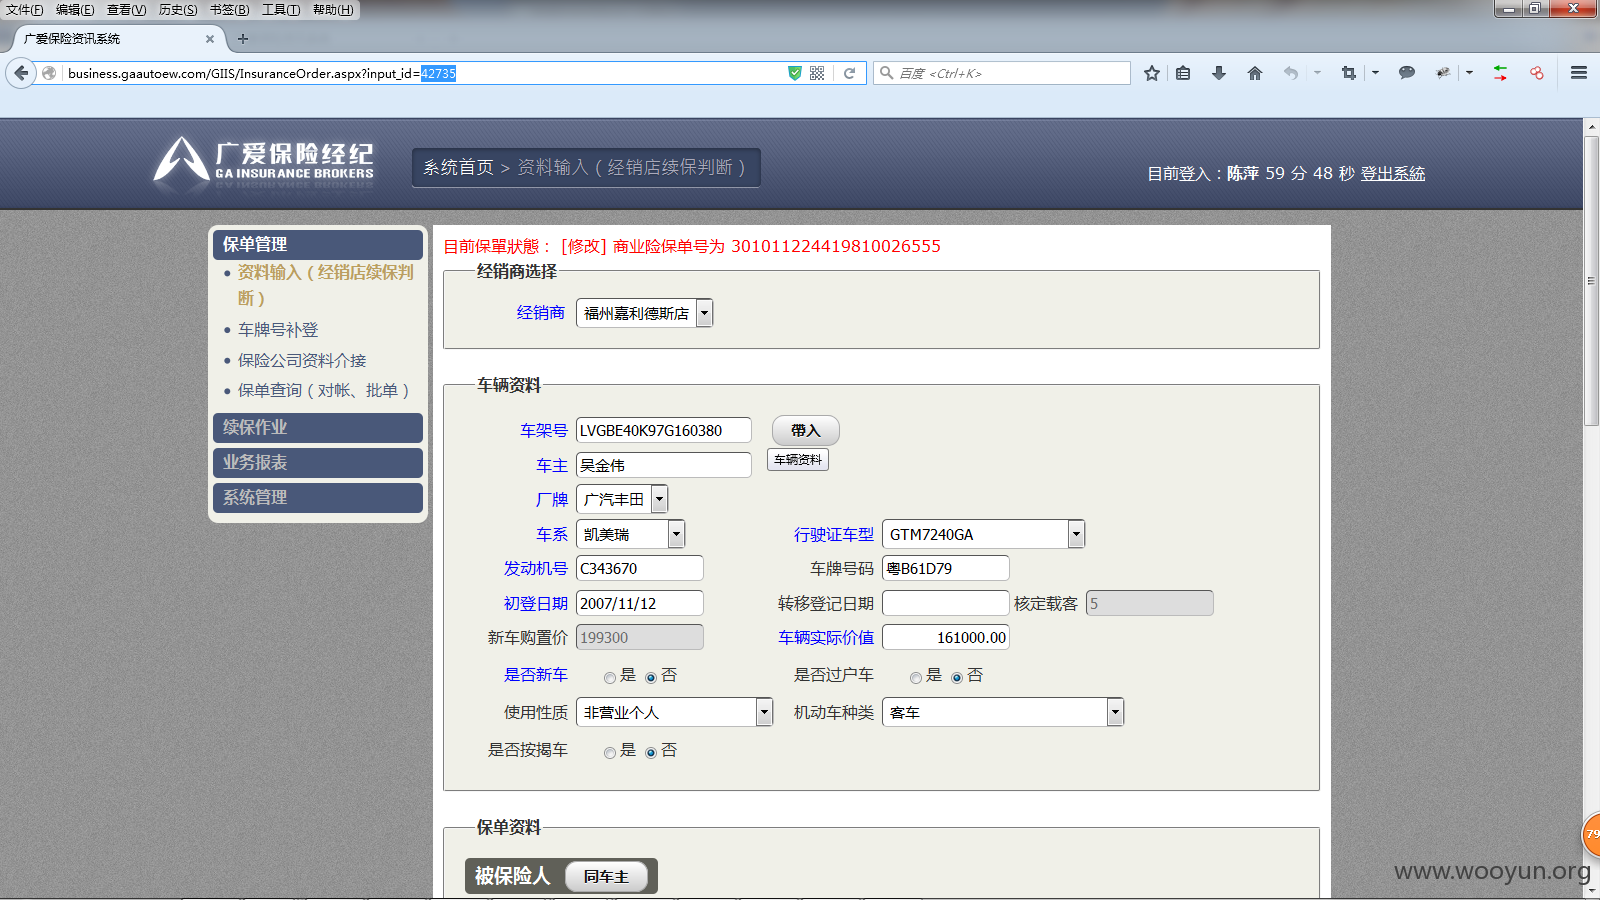 文件(F) 编辑(E) 查看(V) 历史(S) 书签(B) 工具(T) 帮助(H)
广爱保险资讯系统
business.gaautoew.com/GIIS/InsuranceOrder.aspx?input_id=42735
百度 <Ctrl+K>
广爱保险经纪
GA INSURANCE BROKERS
系统首页 > 资料输入（经销店续保判断）
目前登入：陈萍 59 分 48 秒 登出系統
保单管理
资料输入（经销店续保判断）
车牌号补登
保险公司资料介接
保单查询（对帐、批单）
续保作业
业务报表
系统管理
目前保單狀態： [修改] 商业险保单号为 301011224419810026555
经销商选择
经销商 福州嘉利德斯店
车辆资料
车架号 LVGBE40K97G160380 帶入
车主 吴金伟 车辆资料
厂牌 广汽丰田
车系 凯美瑞 行驶证车型 GTM7240GA
发动机号 C343670 车牌号码 粤B61D79
初登日期 2007/11/12 转移登记日期 核定载客 5
新车购置价 199300 车辆实际价值 161000.00
是否新车 是 否 是否过户车 是 否
使用性质 非营业个人 机动车种类 客车
是否按揭车 是 否
保单资料
被保险人 同车主
79
www.wooyun.org